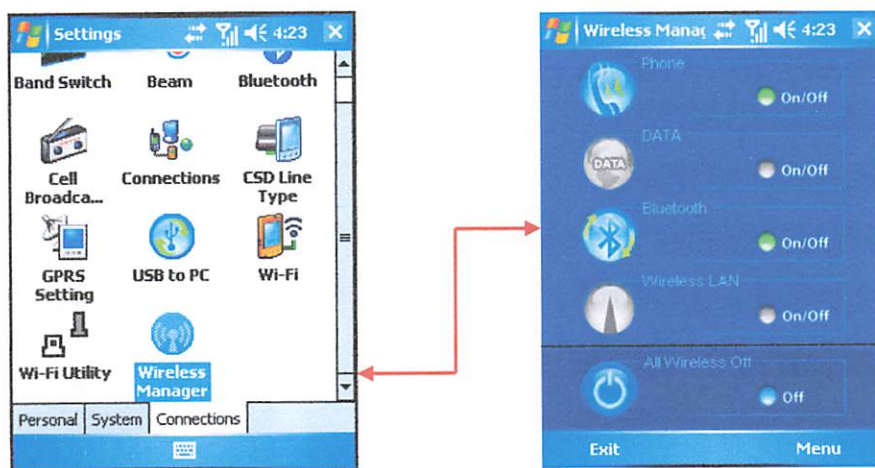 Settings 4:23
Band Switch Beam Bluetooth
Cell Broadca... Connections CSD Line Type
GPRS Setting USB to PC Wi-Fi
Wi-Fi Utility Wireless Manager
Personal System Connections
Wireless Manag 4:23
Phone
On/Off
DATA
DATA
On/Off
Bluetooth
On/Off
Wireless LAN
On/Off
All Wireless Off
Off
Exit Menu